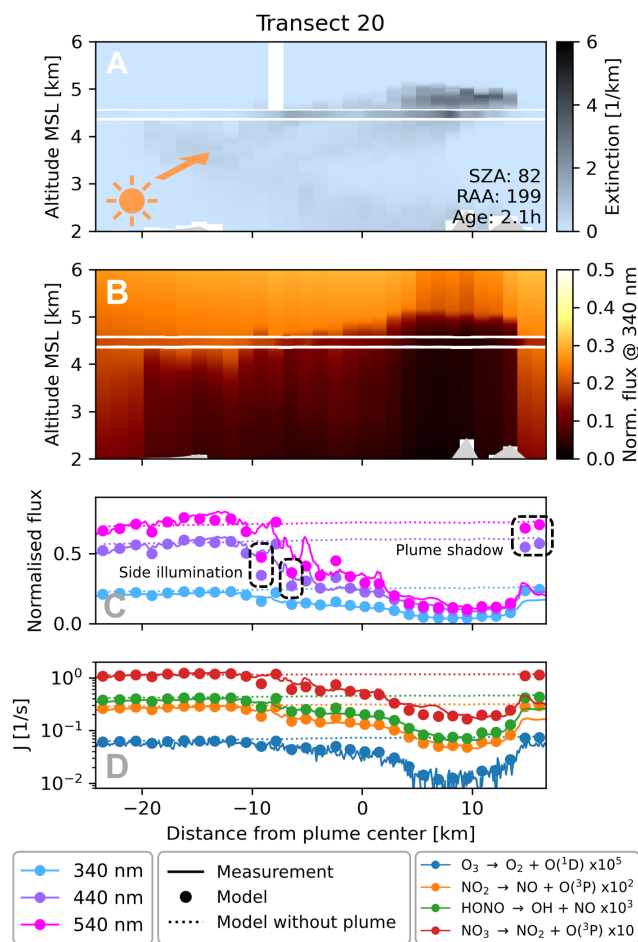 Transect 20
A
Altitude MSL [km]
6
5
4
3
2
SZA: 82
RAA: 199
Age: 2.1h
6
4
2
0
Extinction [1/km]
B
Altitude MSL [km]
6
5
4
3
2
0.5
0.4
0.3
0.2
0.1
0.0
Norm. flux @ 340 nm
C
Normalised flux
0.5
0.0
Side illumination
Plume shadow
D
J [1/s]
10⁰
10⁻¹
10⁻²
−20
−10
0
10
Distance from plume center [km]
340 nm
440 nm
540 nm
Measurement
Model
Model without plume
O₃ → O₂ + O(¹D) x10⁵
NO₂ → NO + O(³P) x10²
HONO → OH + NO x10³
NO₃ → NO₂ + O(³P) x10